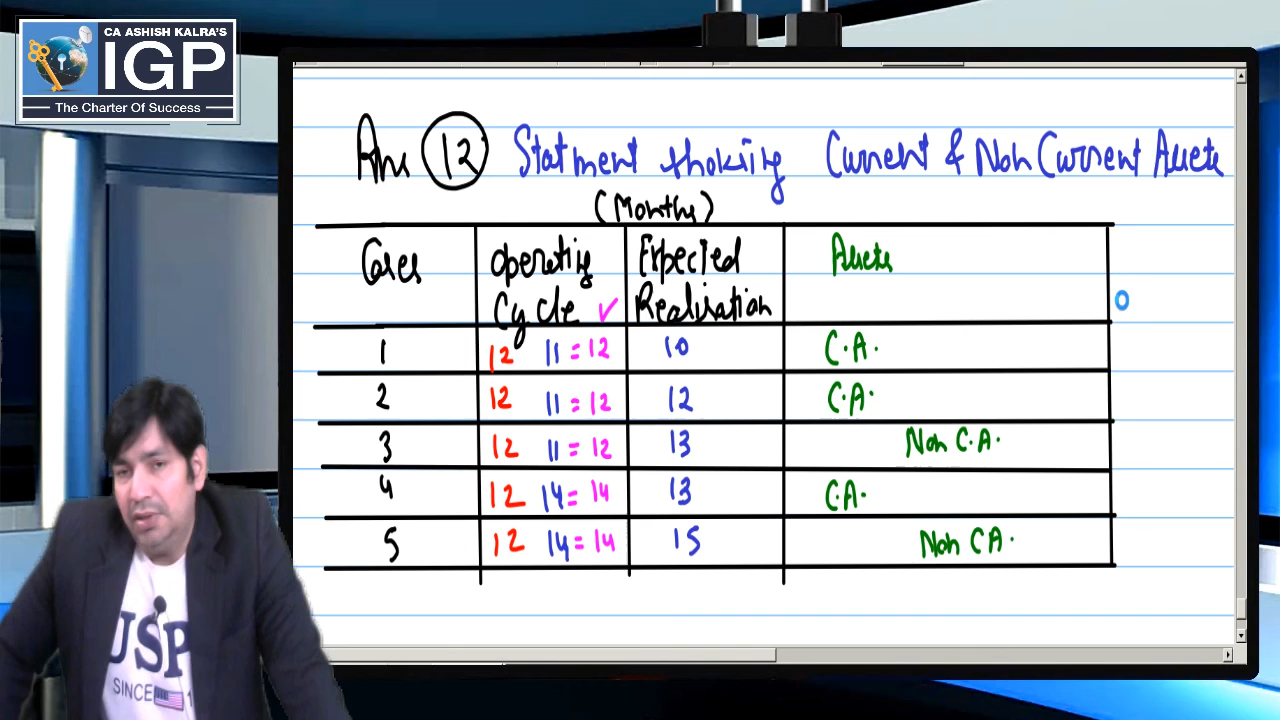 CA ASHISH KALRA'S
IGP
The Charter Of Success
Ans 12 Statment showing Current & Non Current Assets
(Months)
Cases Operating Cycle ✓ Expected Realisation Assets
1 12 11 = 12 10 C.A.
2 12 11 = 12 12 C.A.
3 12 11 = 12 13 Non C.A.
4 12 14 = 14 13 C.A.
5 12 14 = 14 15 Non C.A.
USP
SINCE 1